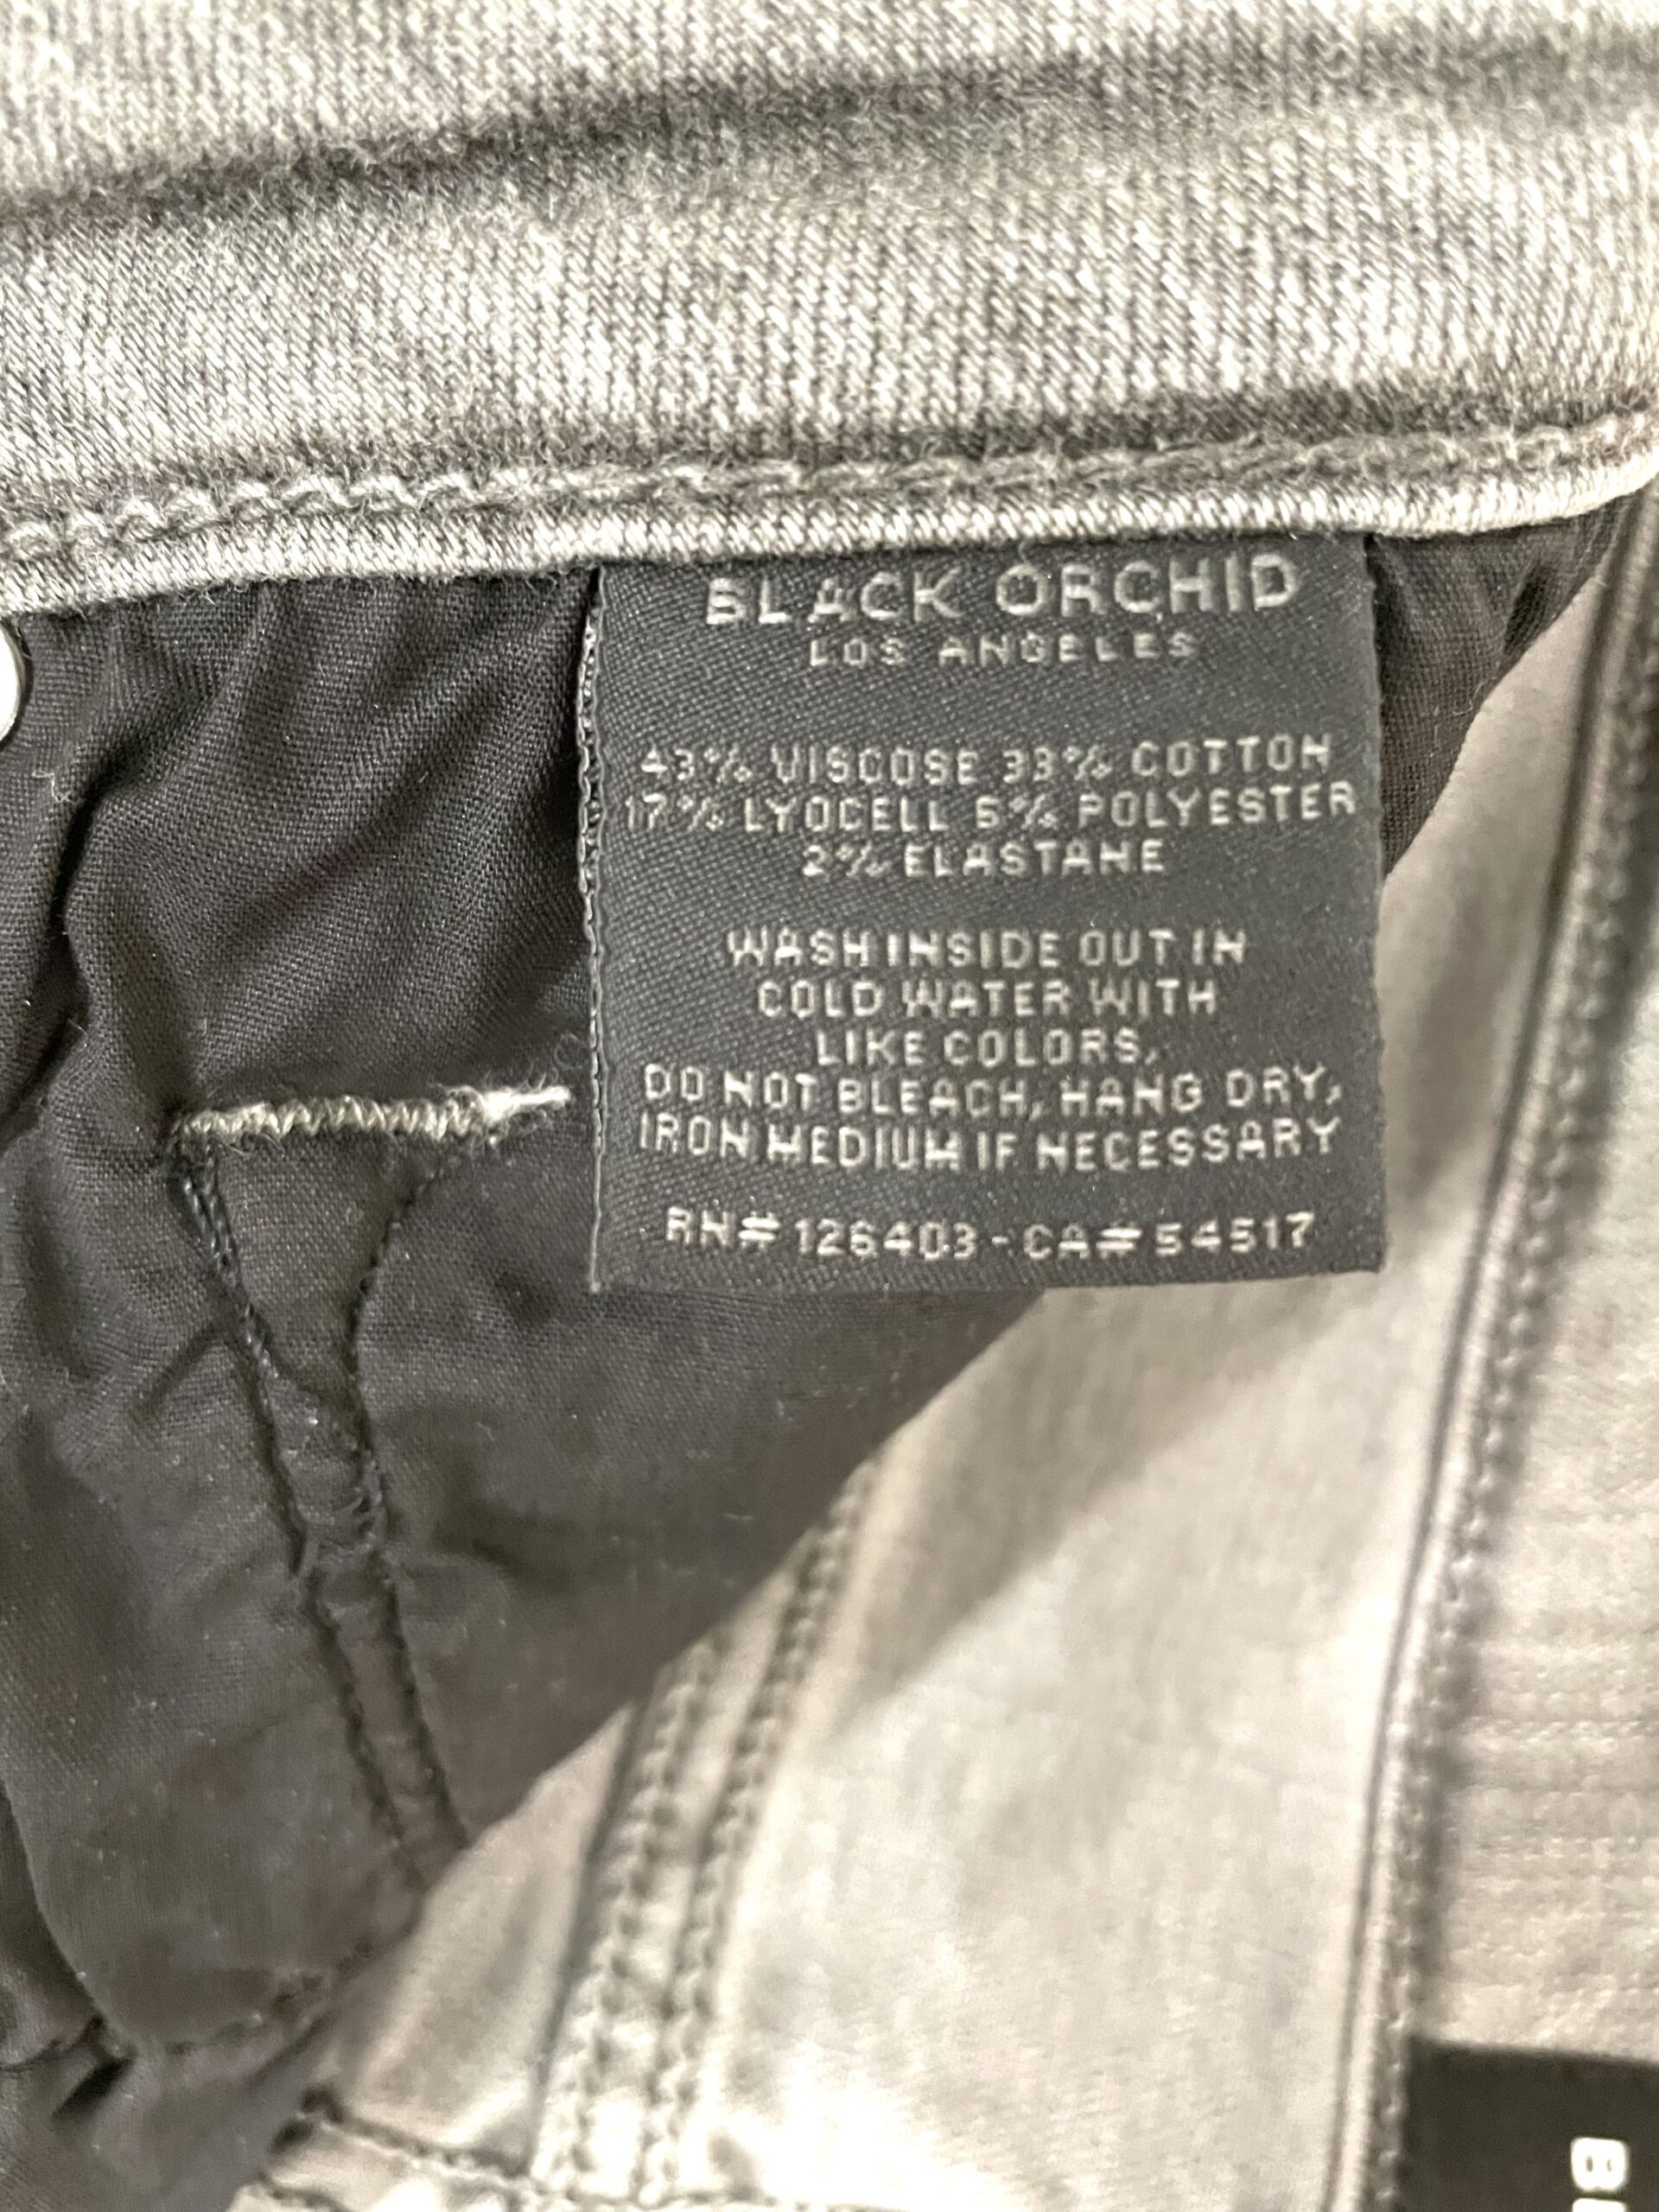 BLACK ORCHID
LOS ANGELES
43% VISCOSE 33% COTTON
17% LYOCELL 5% POLYESTER
2% ELASTANE
WASH INSIDE OUT IN
COLD WATER WITH
LIKE COLORS,
DO NOT BLEACH, HANG DRY,
IRON MEDIUM IF NECESSARY
RN# 126403 - CA# 54517